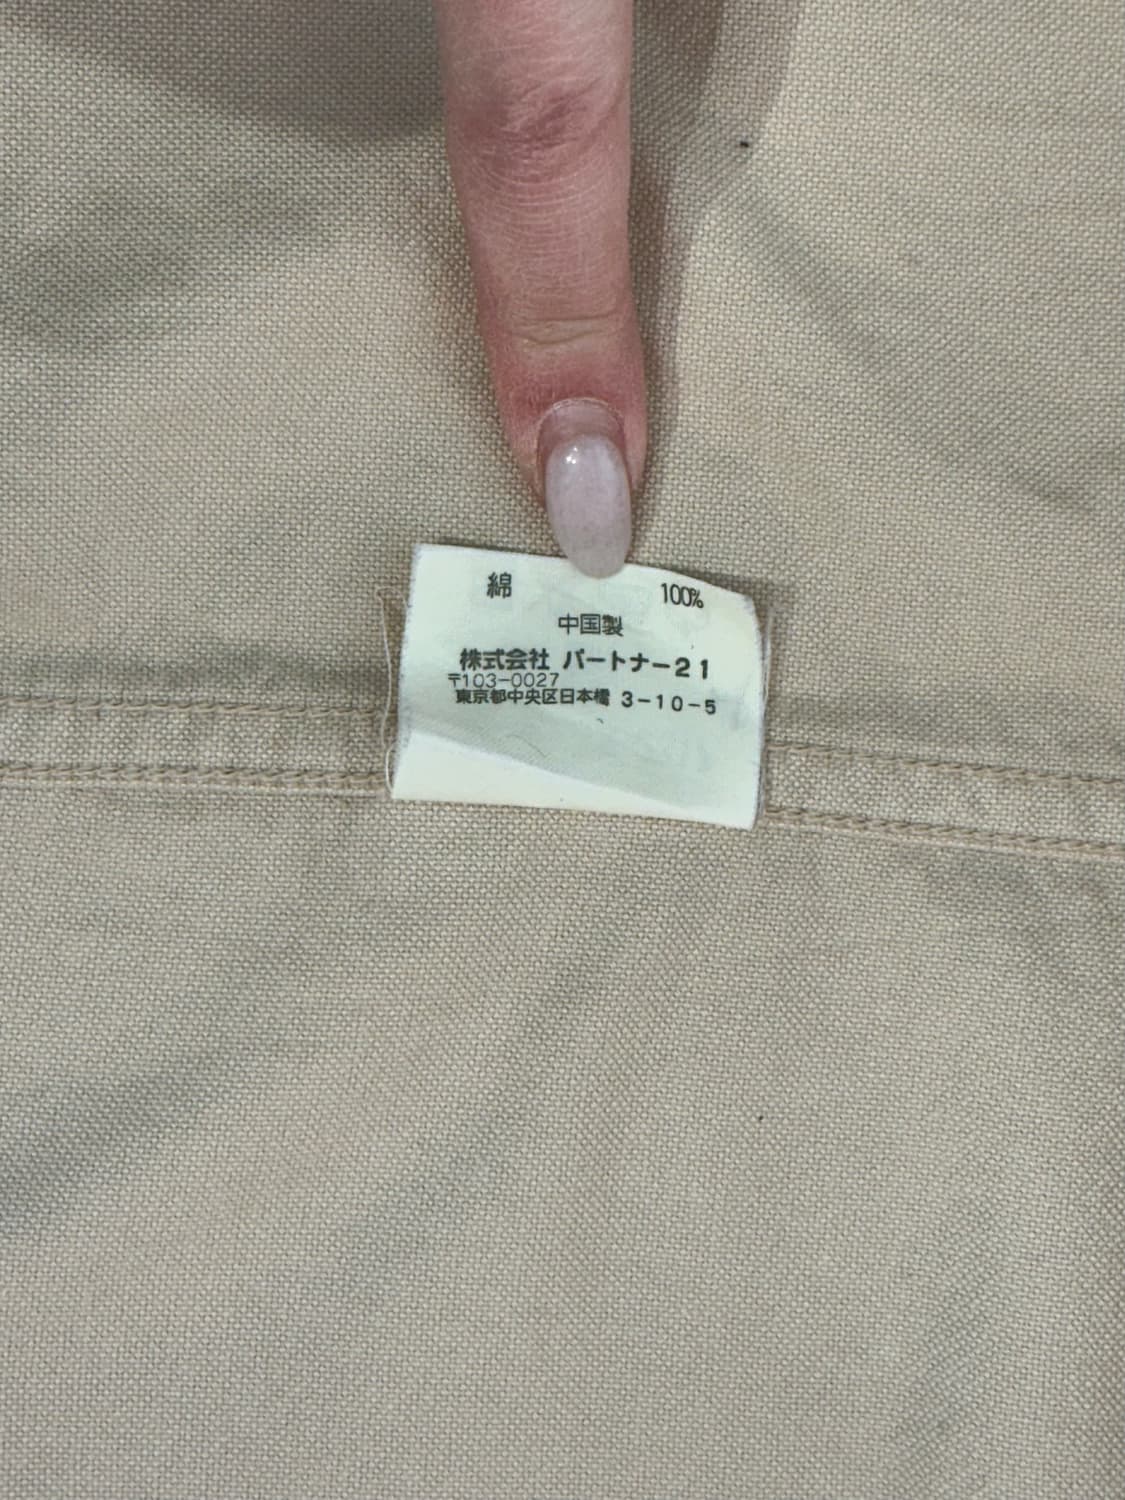 綿 100%
中国製
株式会社 パートナー21
〒103-0027
東京都中央区日本橋 3-10-5